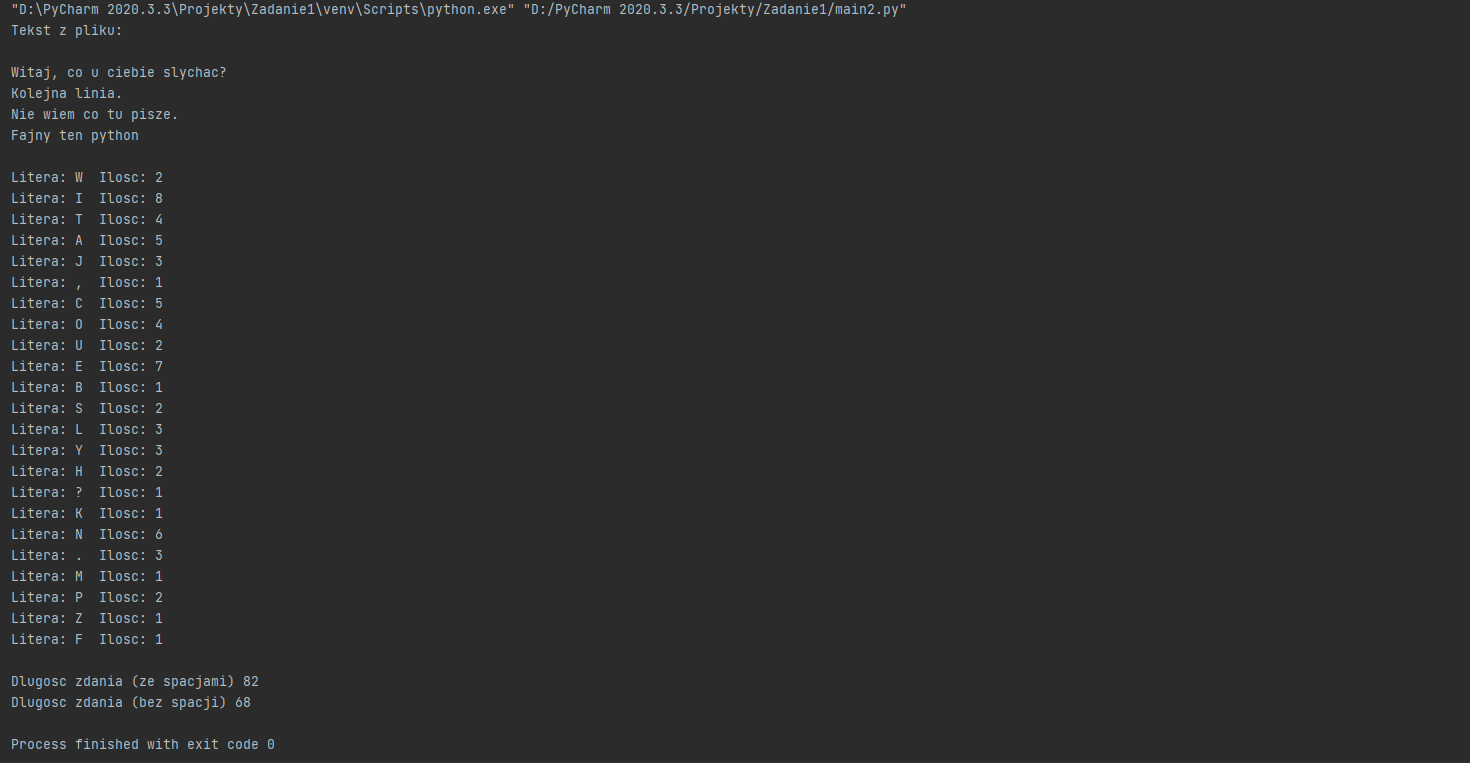 "D:\PyCharm 2020.3.3\Projekty\Zadanie1\venv\Scripts\python.exe" "D:/PyCharm 2020.3.3/Projekty/Zadanie1/main2.py"
Tekst z pliku:
Witaj, co u ciebie slychac?
Kolejna linia.
Nie wiem co tu pisze.
Fajny ten python
Litera: W  Ilosc: 2
Litera: I  Ilosc: 8
Litera: T  Ilosc: 4
Litera: A  Ilosc: 5
Litera: J  Ilosc: 3
Litera: ,  Ilosc: 1
Litera: C  Ilosc: 5
Litera: O  Ilosc: 4
Litera: U  Ilosc: 2
Litera: E  Ilosc: 7
Litera: B  Ilosc: 1
Litera: S  Ilosc: 2
Litera: L  Ilosc: 3
Litera: Y  Ilosc: 3
Litera: H  Ilosc: 2
Litera: ?  Ilosc: 1
Litera: K  Ilosc: 1
Litera: N  Ilosc: 6
Litera: .  Ilosc: 3
Litera: M  Ilosc: 1
Litera: P  Ilosc: 2
Litera: Z  Ilosc: 1
Litera: F  Ilosc: 1
Dlugosc zdania (ze spacjami) 82
Dlugosc zdania (bez spacji) 68
Process finished with exit code 0